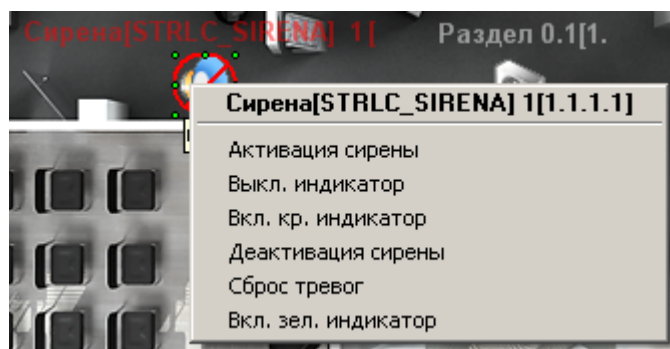 Сирена[STRLC_SIRENA] 1[
Раздел 0.1[1.
Сирена[STRLC_SIRENA] 1[1.1.1.1]
Активация сирены
Выкл. индикатор
Вкл. кр. индикатор
Деактивация сирены
Сброс тревог
Вкл. зел. индикатор